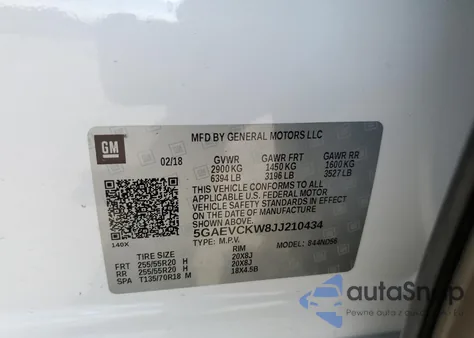 GM
MFD BY GENERAL MOTORS LLC
02/18 GVWR GAWR FRT GAWR RR
2900 KG 1450 KG 1600 KG
6394 LB 3196 LB 3527 LB
THIS VEHICLE CONFORMS TO ALL
APPLICABLE U.S. FEDERAL MOTOR
VEHICLE SAFETY STANDARDS IN EFFECT
ON THE DATE OF MANUFACTURE SHOWN ABOVE.
5GAEVCKW8JJ210434
140X TYPE: M.P.V. MODEL:
TIRE SIZE RIM
FRT 255/55R20 H 20X8J
RR 255/55R20 H 20X8J
SPA T135/70R18 M 18X4.5B
autaSnap
Pewne auta z